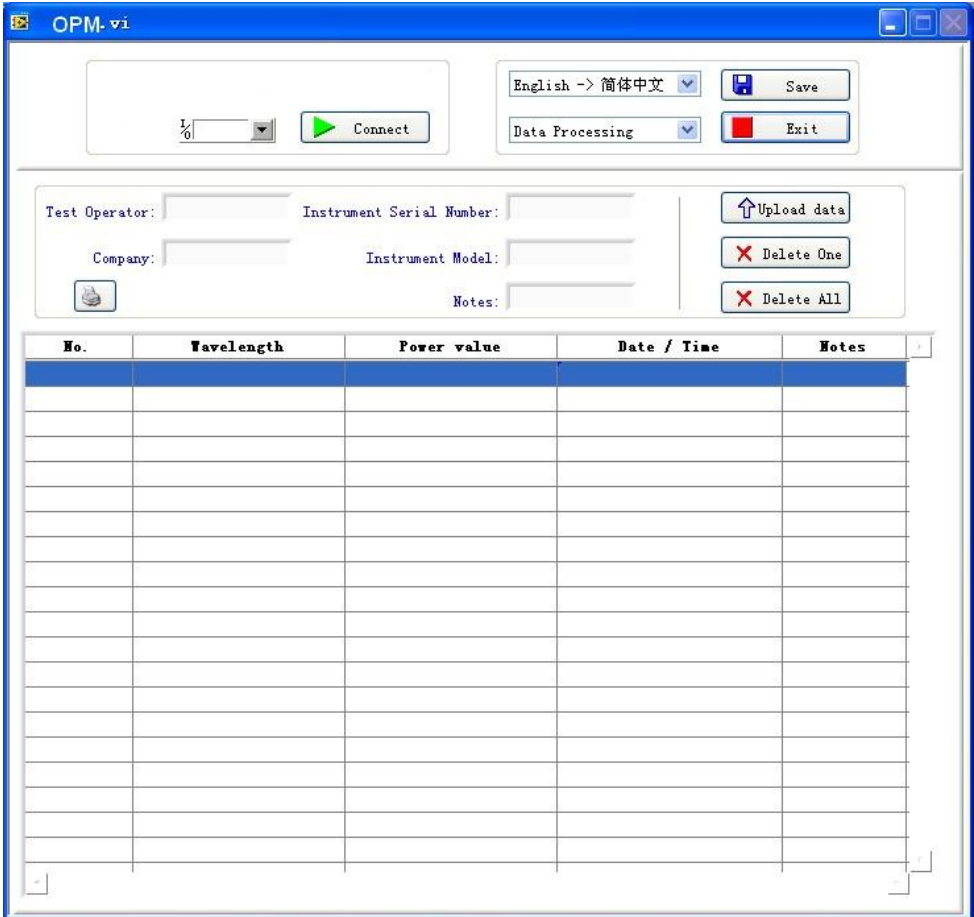 OPM-vi
English -> 简体中文
Save
I/O
Connect
Data Processing
Exit
Test Operator:
Instrument Serial Number:
Upload data
Company:
Instrument Model:
Delete One
Notes:
Delete All
No. Wavelength Power value Date / Time Notes